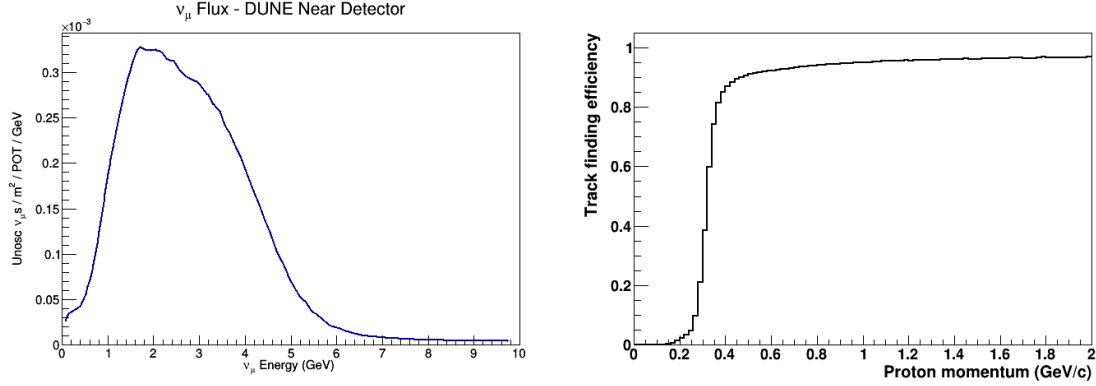 ν_μ Flux - DUNE Near Detector
×10⁻³
Unosc ν_μs / m² / POT / GeV
0.3
0.25
0.2
0.15
0.1
0.05
0
0 1 2 3 4 5 6 7 8 9 10
ν_μ Energy (GeV)
Track finding efficiency
1
0.8
0.6
0.4
0.2
0
0 0.2 0.4 0.6 0.8 1 1.2 1.4 1.6 1.8 2
Proton momentum (GeV/c)